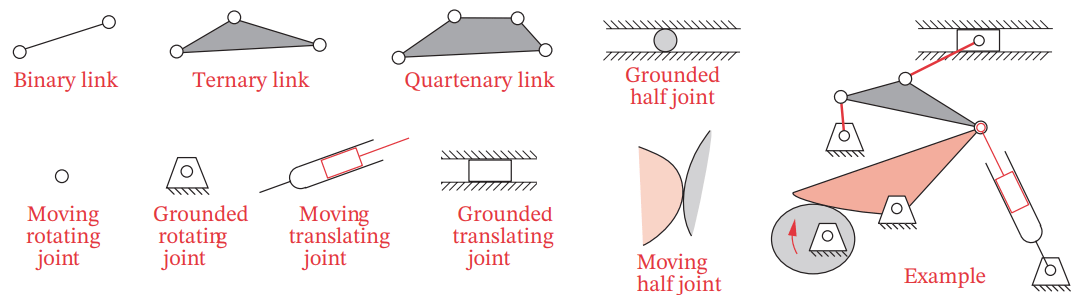 Binary link
Ternary link
Quartenary link
Grounded
half joint
Moving
rotating
joint
Grounded
rotating
joint
Moving
translating
joint
Grounded
translating
joint
Moving
half joint
Example